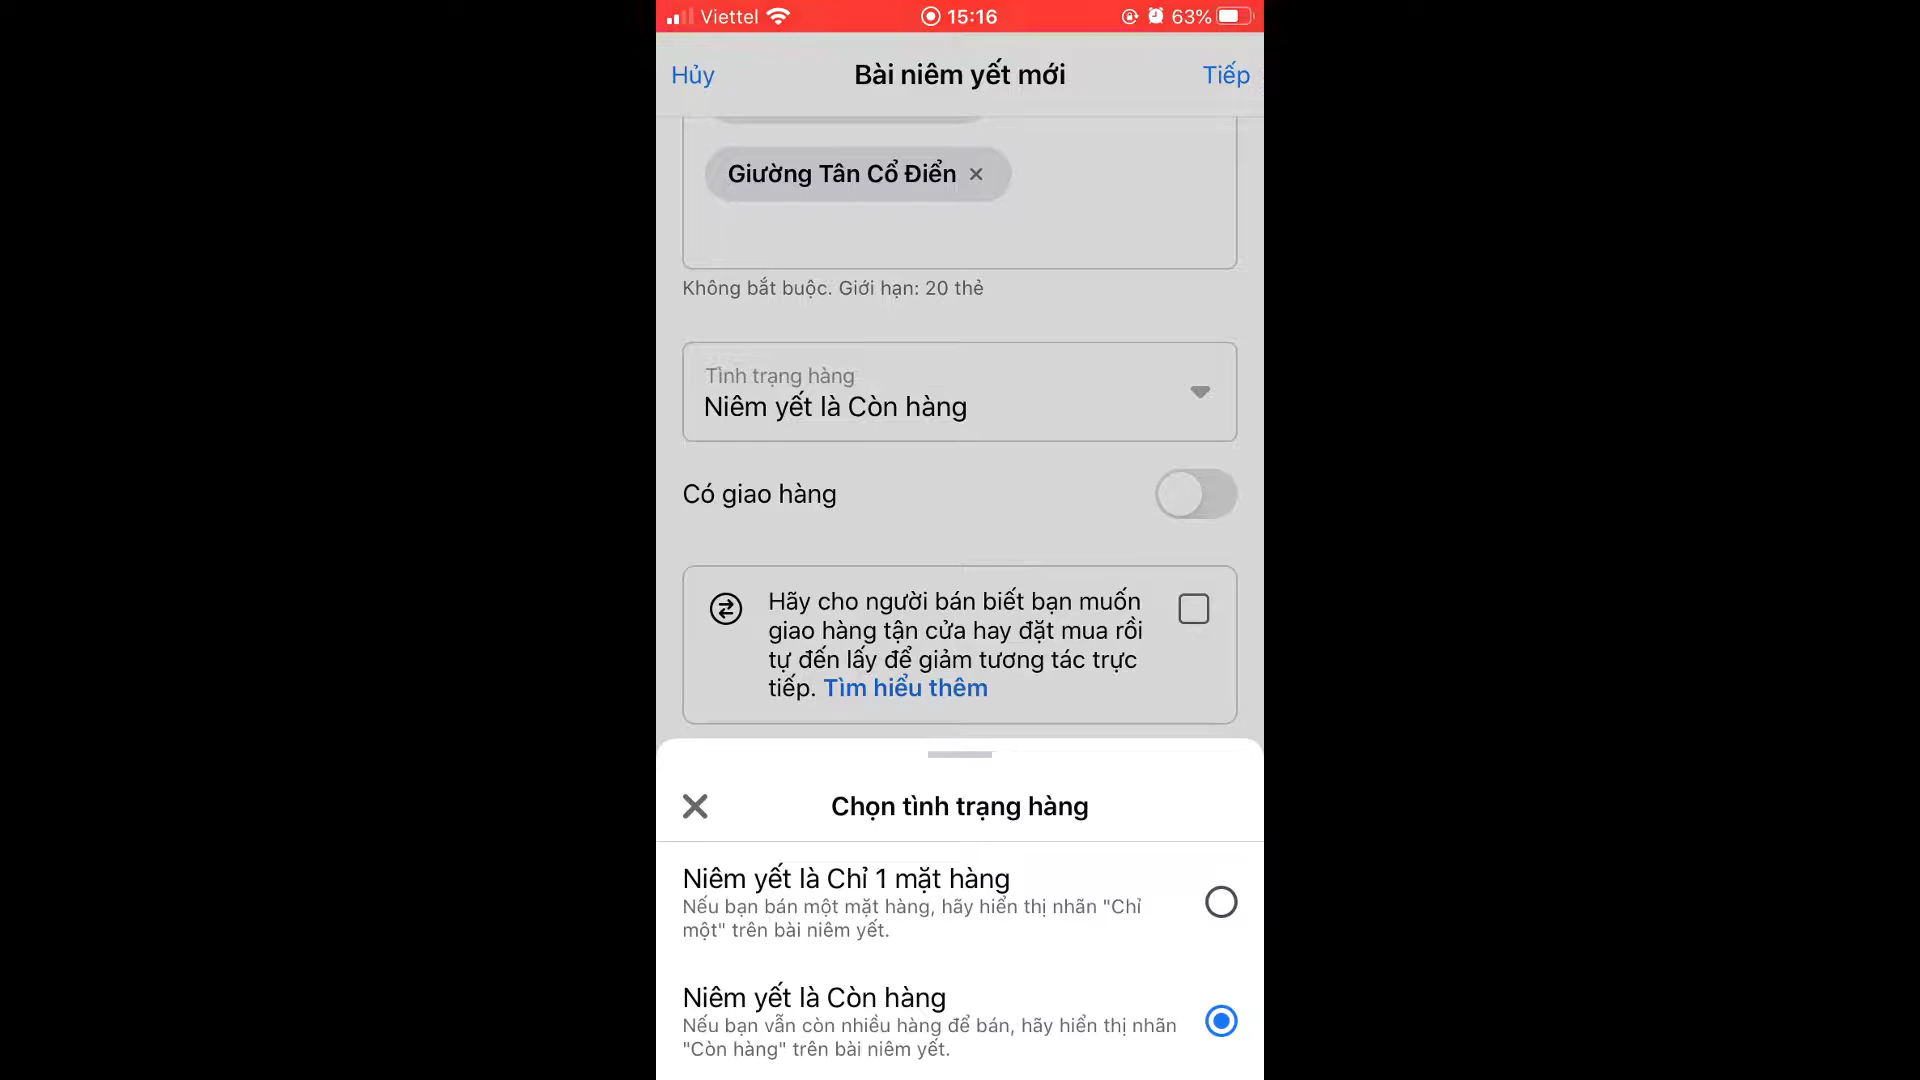 Viettel 15:16 63%
Hủy Bài niêm yết mới Tiếp
Giường Tân Cổ Điển ×
Không bắt buộc. Giới hạn: 20 thẻ
Tình trạng hàng
Niêm yết là Còn hàng
Có giao hàng
Hãy cho người bán biết bạn muốn
giao hàng tận cửa hay đặt mua rồi
tự đến lấy để giảm tương tác trực
tiếp. Tìm hiểu thêm
Chọn tình trạng hàng
Niêm yết là Chỉ 1 mặt hàng
Nếu bạn bán một mặt hàng, hãy hiển thị nhãn "Chỉ
một" trên bài niêm yết.
Niêm yết là Còn hàng
Nếu bạn vẫn còn nhiều hàng để bán, hãy hiển thị nhãn
"Còn hàng" trên bài niêm yết.